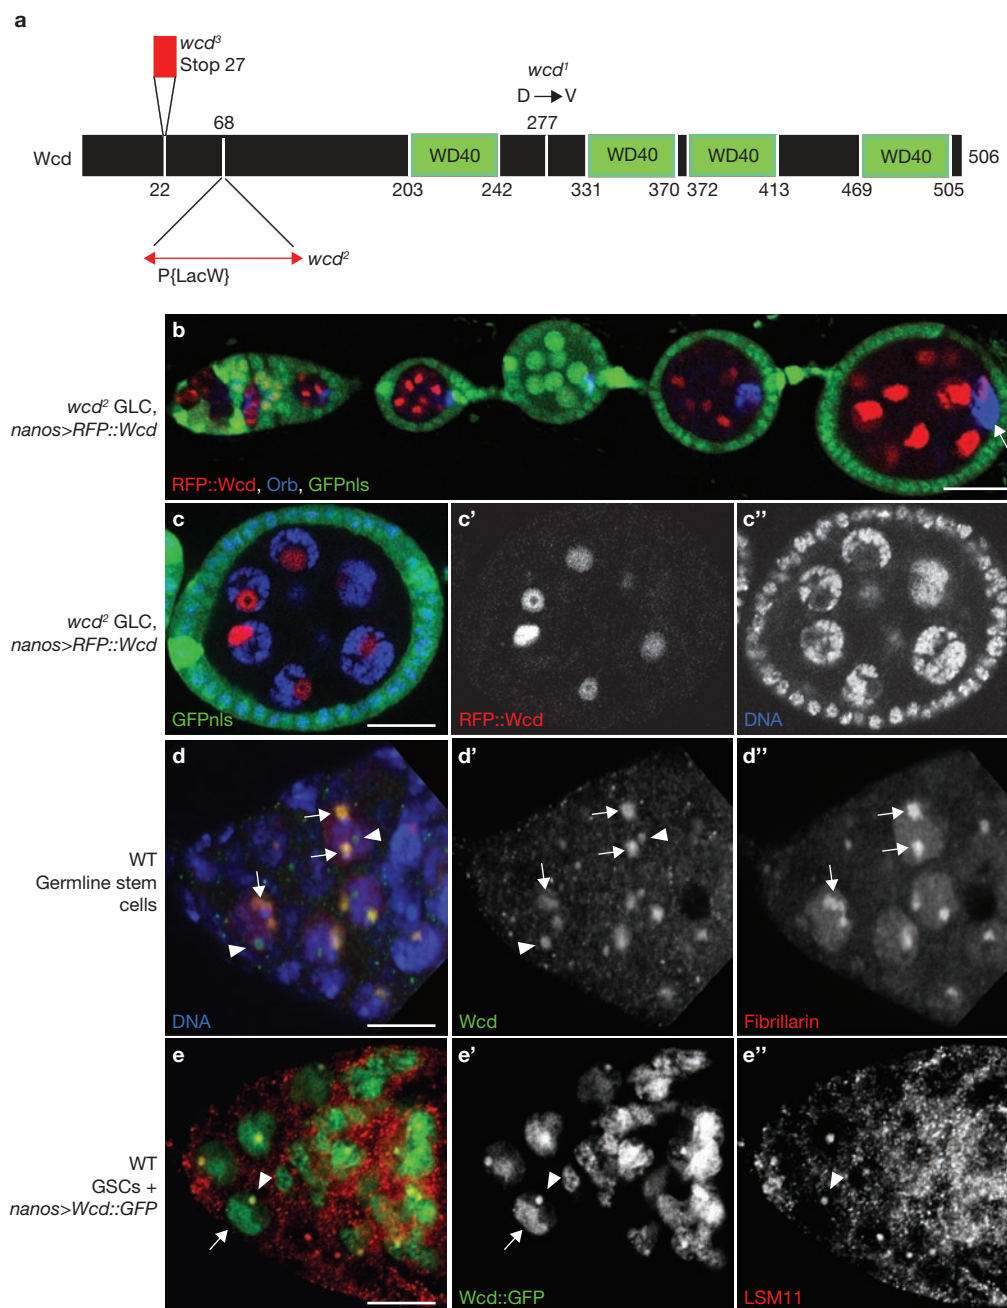 a
wcd³
Stop 27
wcd¹
D V
68
277
Wcd
WD40
WD40
WD40
WD40
506
22
203
242
331
370
372
413
469
505
P{LacW}
wcd²
b
wcd² GLC,
nanos>RFP::Wcd
RFP::Wcd, Orb, GFPnls
c
c'
c''
wcd² GLC,
nanos>RFP::Wcd
GFPnls
RFP::Wcd
DNA
d
d'
d''
WT
Germline stem
cells
DNA
Wcd
Fibrillarin
e
e'
e''
WT
GSCs +
nanos>Wcd::GFP
Wcd::GFP
LSM11